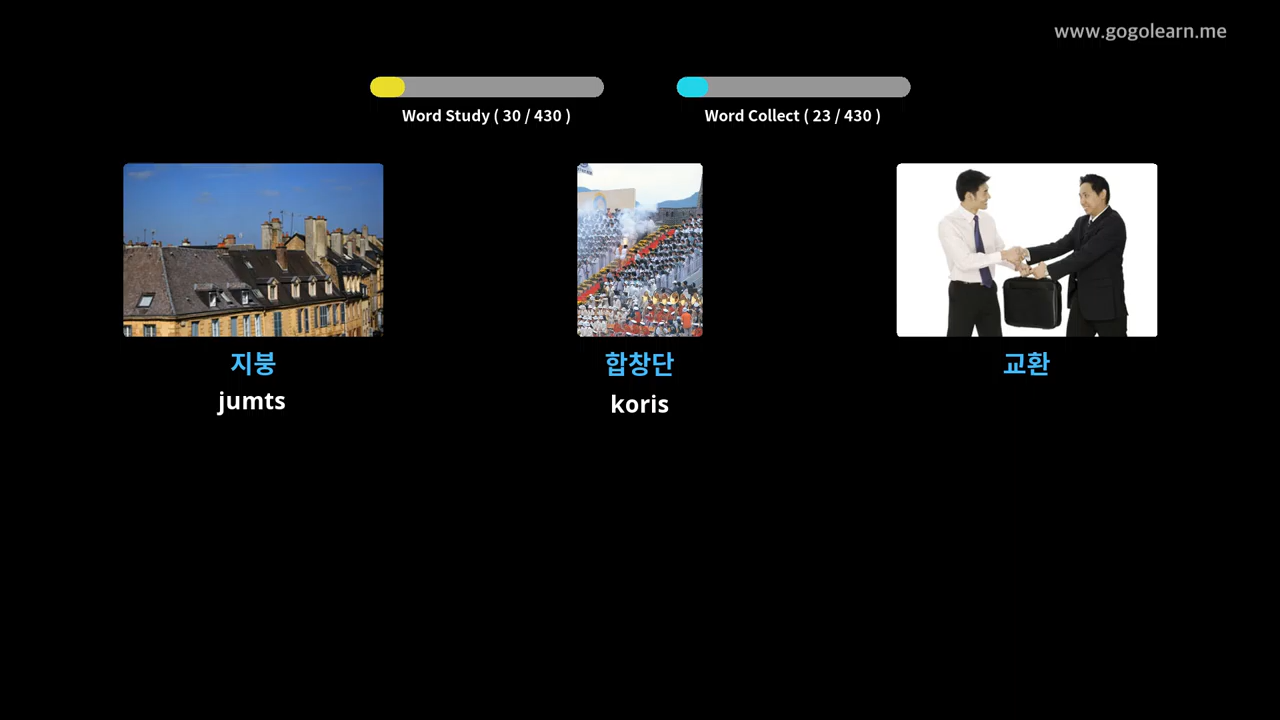 www.gogolearn.me
Word Study ( 30 / 430 )
Word Collect ( 23 / 430 )
지붕
합창단
교환
jumts
koris